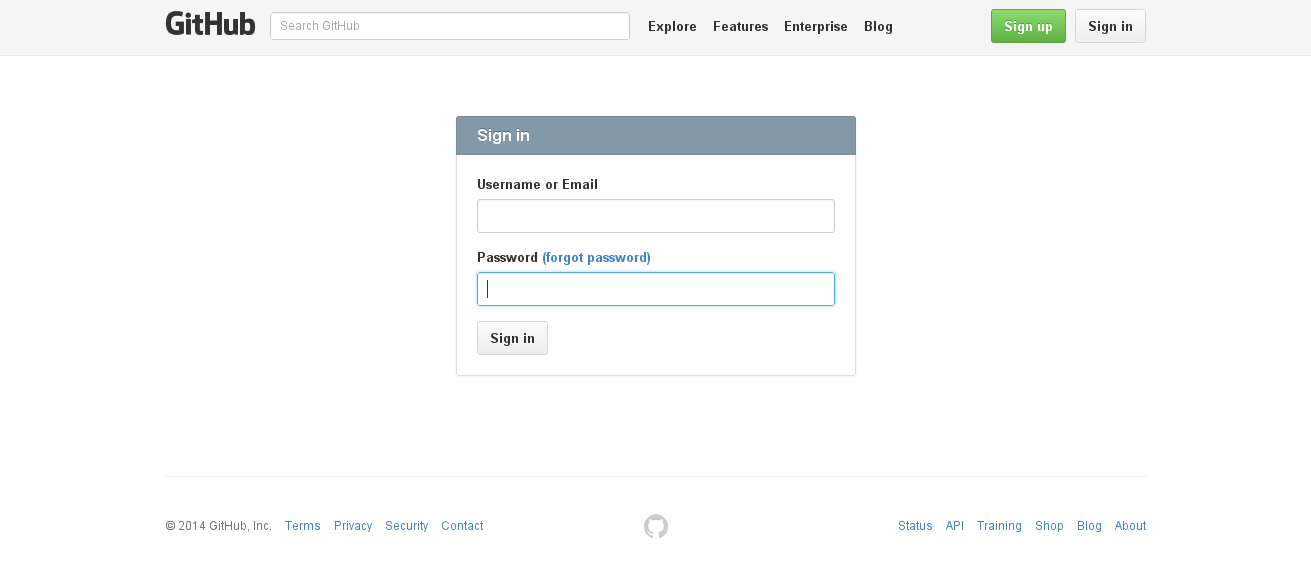 GitHub Search GitHub Explore Features Enterprise Blog Sign up Sign in
Sign in
Username or Email
Password (forgot password)
Sign in
© 2014 GitHub, Inc. Terms Privacy Security Contact Status API Training Shop Blog About